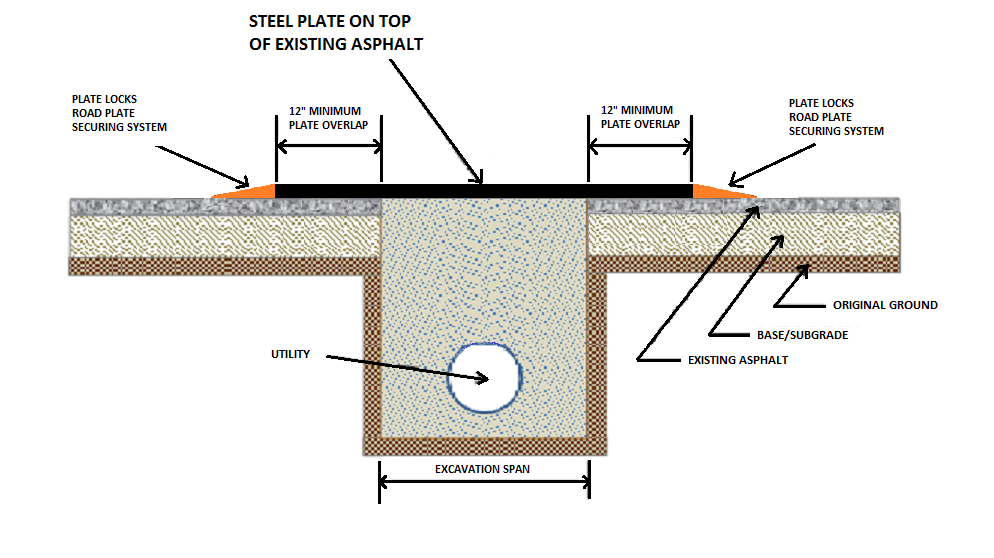 STEEL PLATE ON TOP
OF EXISTING ASPHALT
PLATE LOCKS
ROAD PLATE
SECURING SYSTEM
12" MINIMUM
PLATE OVERLAP
12" MINIMUM
PLATE OVERLAP
PLATE LOCKS
ROAD PLATE
SECURING SYSTEM
ORIGINAL GROUND
BASE/SUBGRADE
EXISTING ASPHALT
UTILITY
EXCAVATION SPAN